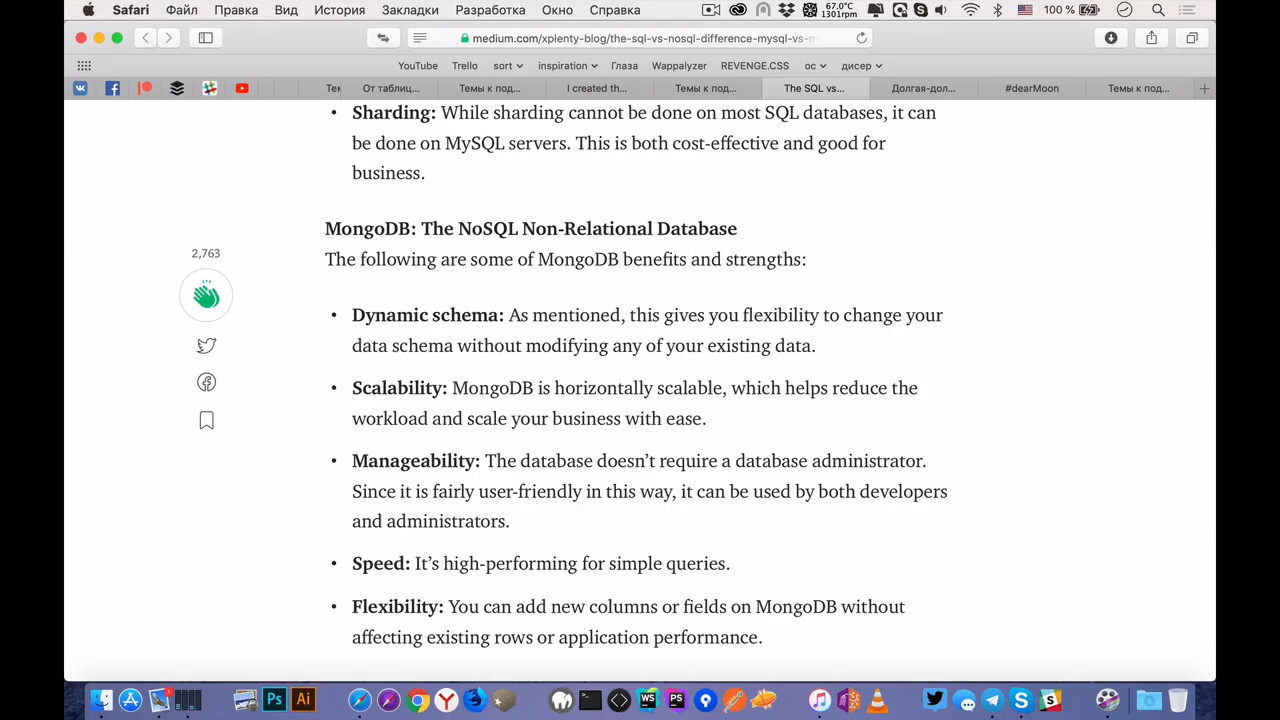 Safari Файл Правка Вид История Закладки Разработка Окно Справка 67.0°C 1301rpm 100 %
medium.com/xplenty-blog/the-sql-vs-nosql-difference-mysql-vs-m
YouTube Trello sort inspiration Глаза Wappalyzer REVENGE.CSS ос дисер
Тем От таблиц... Темы к под... I created th... Темы к под... The SQL vs... Долгая-дол... #dearMoon Темы к под...
• Sharding: While sharding cannot be done on most SQL databases, it can
be done on MySQL servers. This is both cost-effective and good for
business.
MongoDB: The NoSQL Non-Relational Database
The following are some of MongoDB benefits and strengths:
2,763
• Dynamic schema: As mentioned, this gives you flexibility to change your
data schema without modifying any of your existing data.
• Scalability: MongoDB is horizontally scalable, which helps reduce the
workload and scale your business with ease.
• Manageability: The database doesn’t require a database administrator.
Since it is fairly user-friendly in this way, it can be used by both developers
and administrators.
• Speed: It’s high-performing for simple queries.
• Flexibility: You can add new columns or fields on MongoDB without
affecting existing rows or application performance.
Ps Ai WS PS